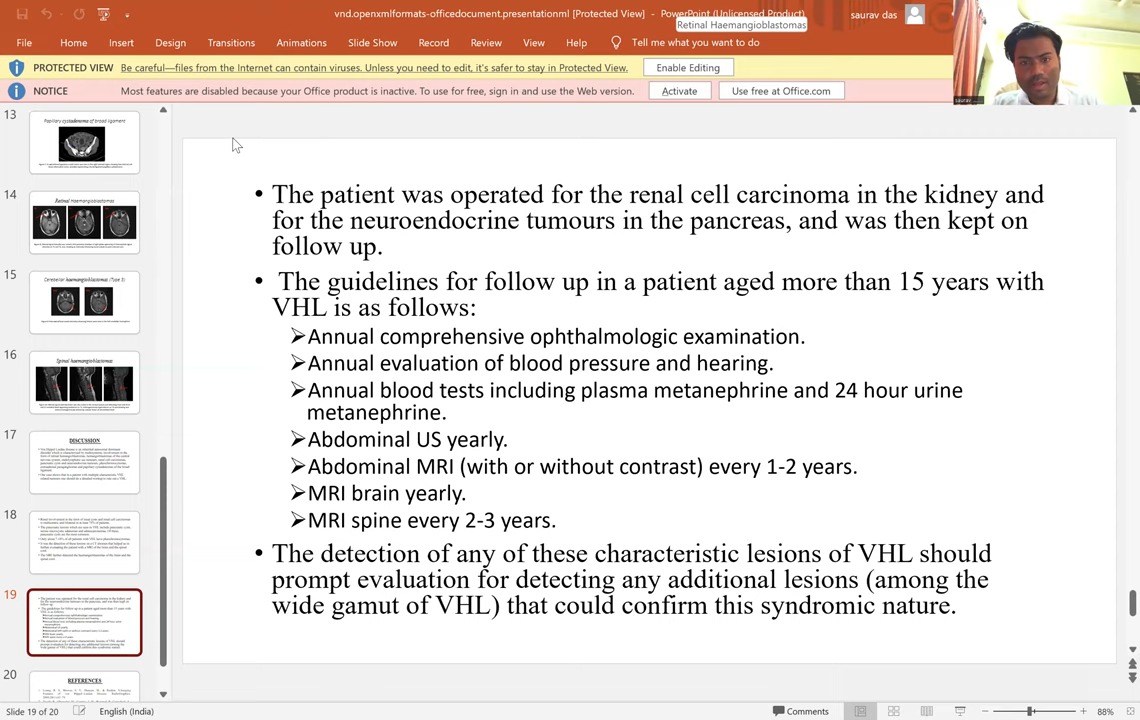 vnd.openxmlformats-officedocument.presentationml [Protected View] - PowerPoint (Unlicensed Product)
saurav das
Retinal Haemangioblastomas
File Home Insert Design Transitions Animations Slide Show Record Review View Help Tell me what you want to do
PROTECTED VIEW Be careful—files from the Internet can contain viruses. Unless you need to edit, it's safer to stay in Protected View. Enable Editing
NOTICE Most features are disabled because your Office product is inactive. To use for free, sign in and use the Web version. Activate Use free at Office.com
13
Papillary cystadenoma of broad ligament
14
Retinal Haemangioblastomas
15
16
Spinal haemangioblastomas
17
DISCUSSION
18
19
20
REFERENCES
• The patient was operated for the renal cell carcinoma in the kidney and
for the neuroendocrine tumours in the pancreas, and was then kept on
follow up.
• The guidelines for follow up in a patient aged more than 15 years with
VHL is as follows:
➢Annual comprehensive ophthalmologic examination.
➢Annual evaluation of blood pressure and hearing.
➢Annual blood tests including plasma metanephrine and 24 hour urine
metanephrine.
➢Abdominal US yearly.
➢Abdominal MRI (with or without contrast) every 1-2 years.
➢MRI brain yearly.
➢MRI spine every 2-3 years.
• The detection of any of these characteristic lesions of VHL should
prompt evaluation for detecting any additional lesions (among the
wide gamut of VHL) that could confirm this syndromic nature.
Slide 19 of 20 English (India) Comments 88%